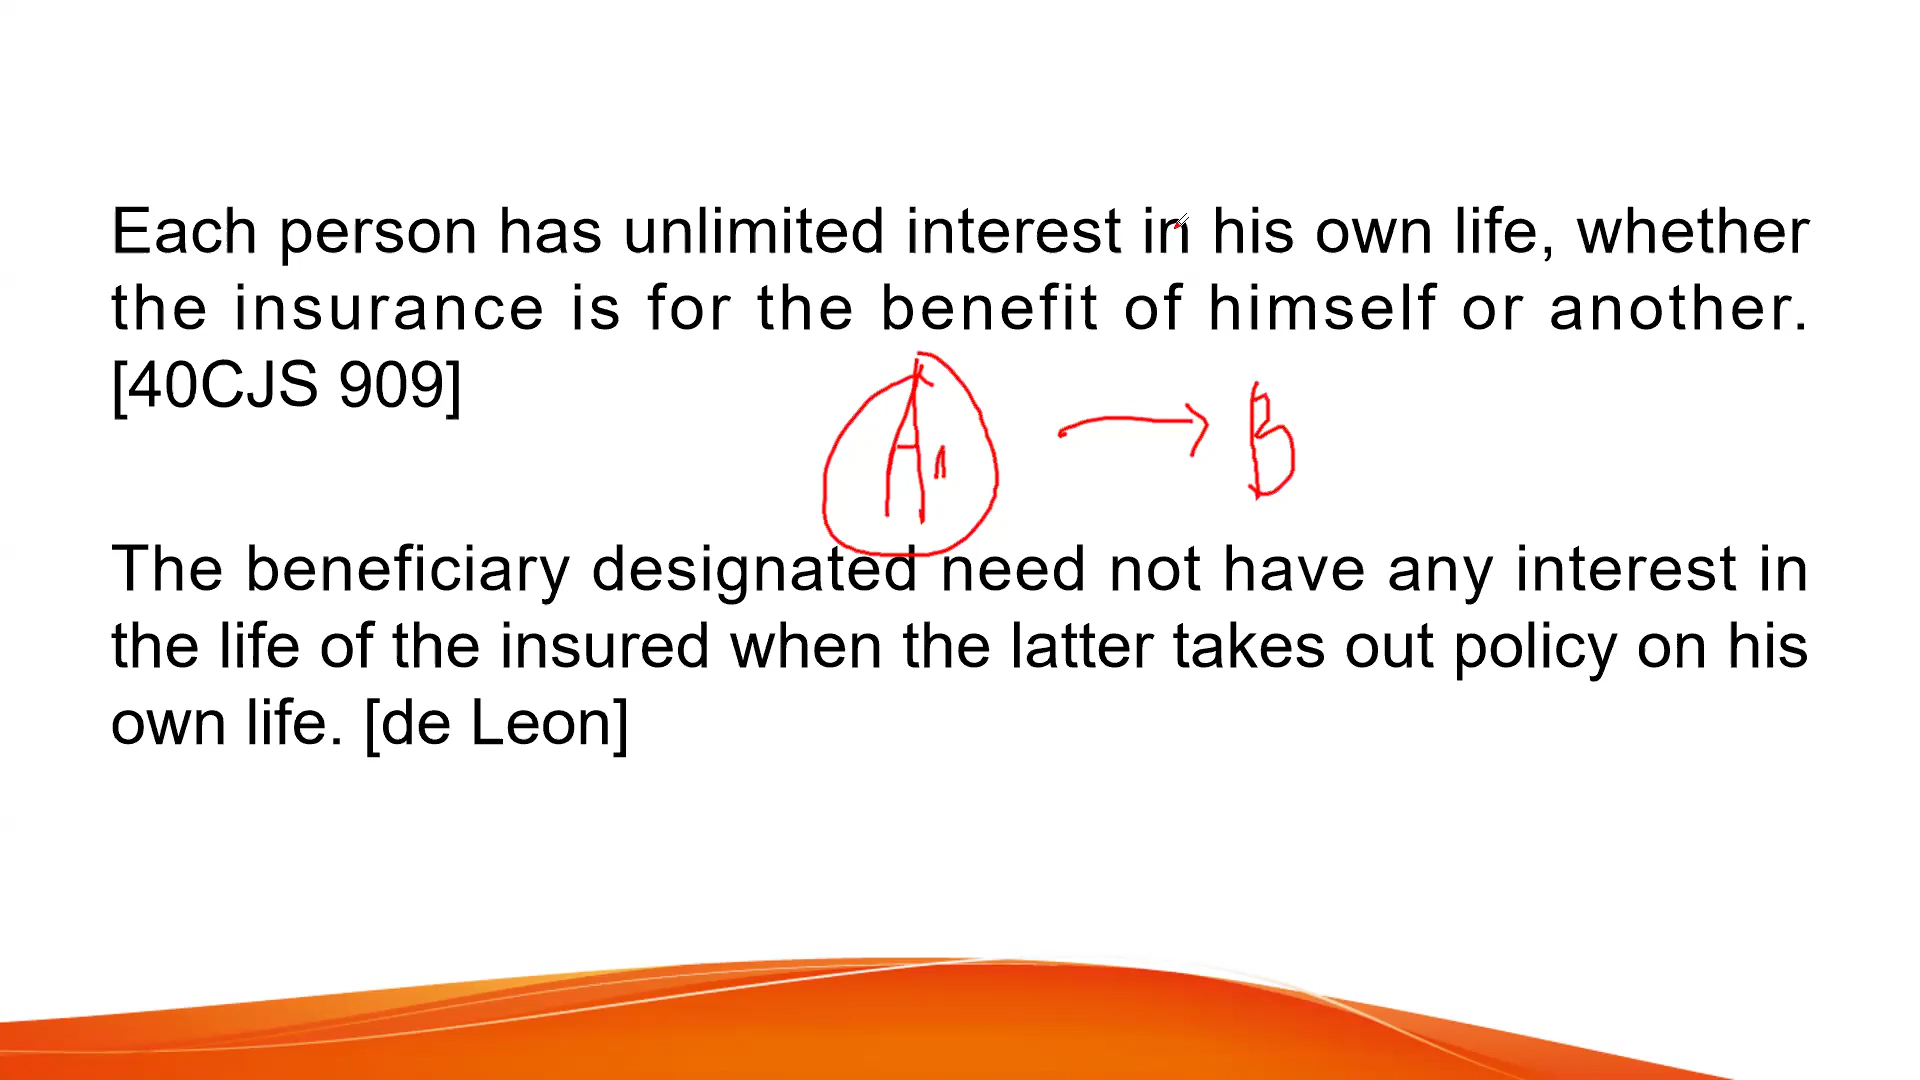 Each person has unlimited interest in his own life, whether
the insurance is for the benefit of himself or another.
[40CJS 909]
A
B
The beneficiary designated need not have any interest in
the life of the insured when the latter takes out policy on his
own life. [de Leon]